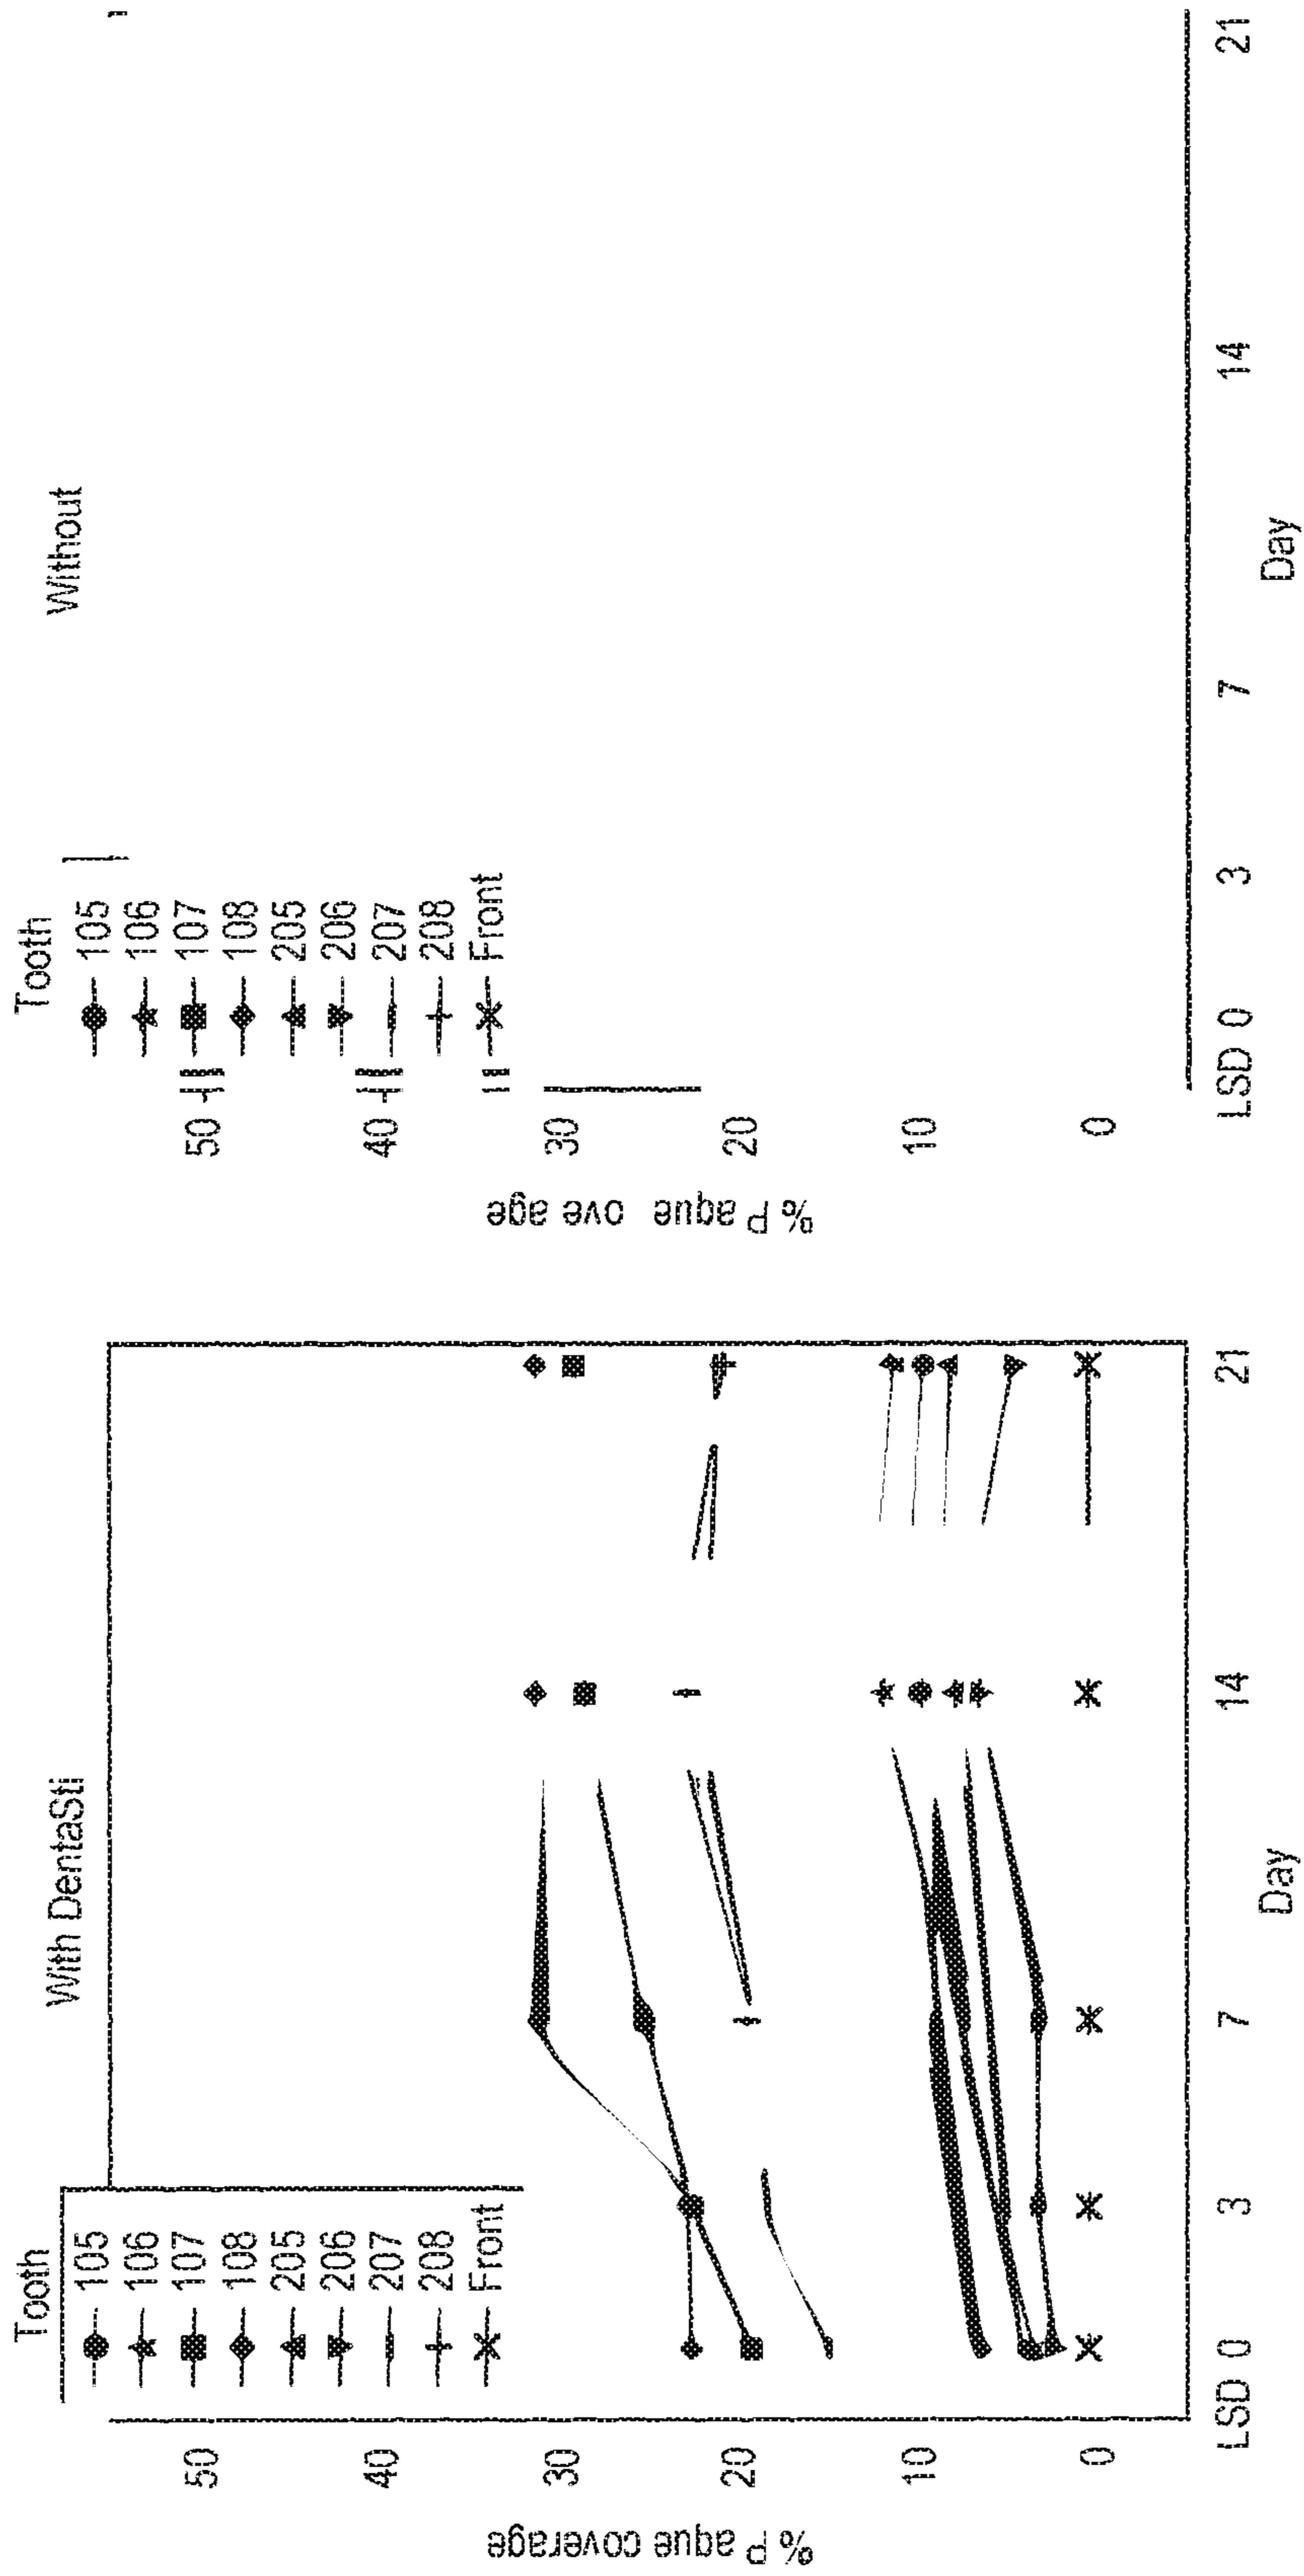 With DentaSti
Tooth
105
106
107
108
205
206
207
208
Front
% P aque coverage
50
40
30
20
10
0
LSD 0 3 7 14 21
Day
Without
Tooth
105
106
107
108
205
206
207
208
Front
% P aque ove age
50
40
30
20
10
0
LSD 0 3 7 14 21
Day